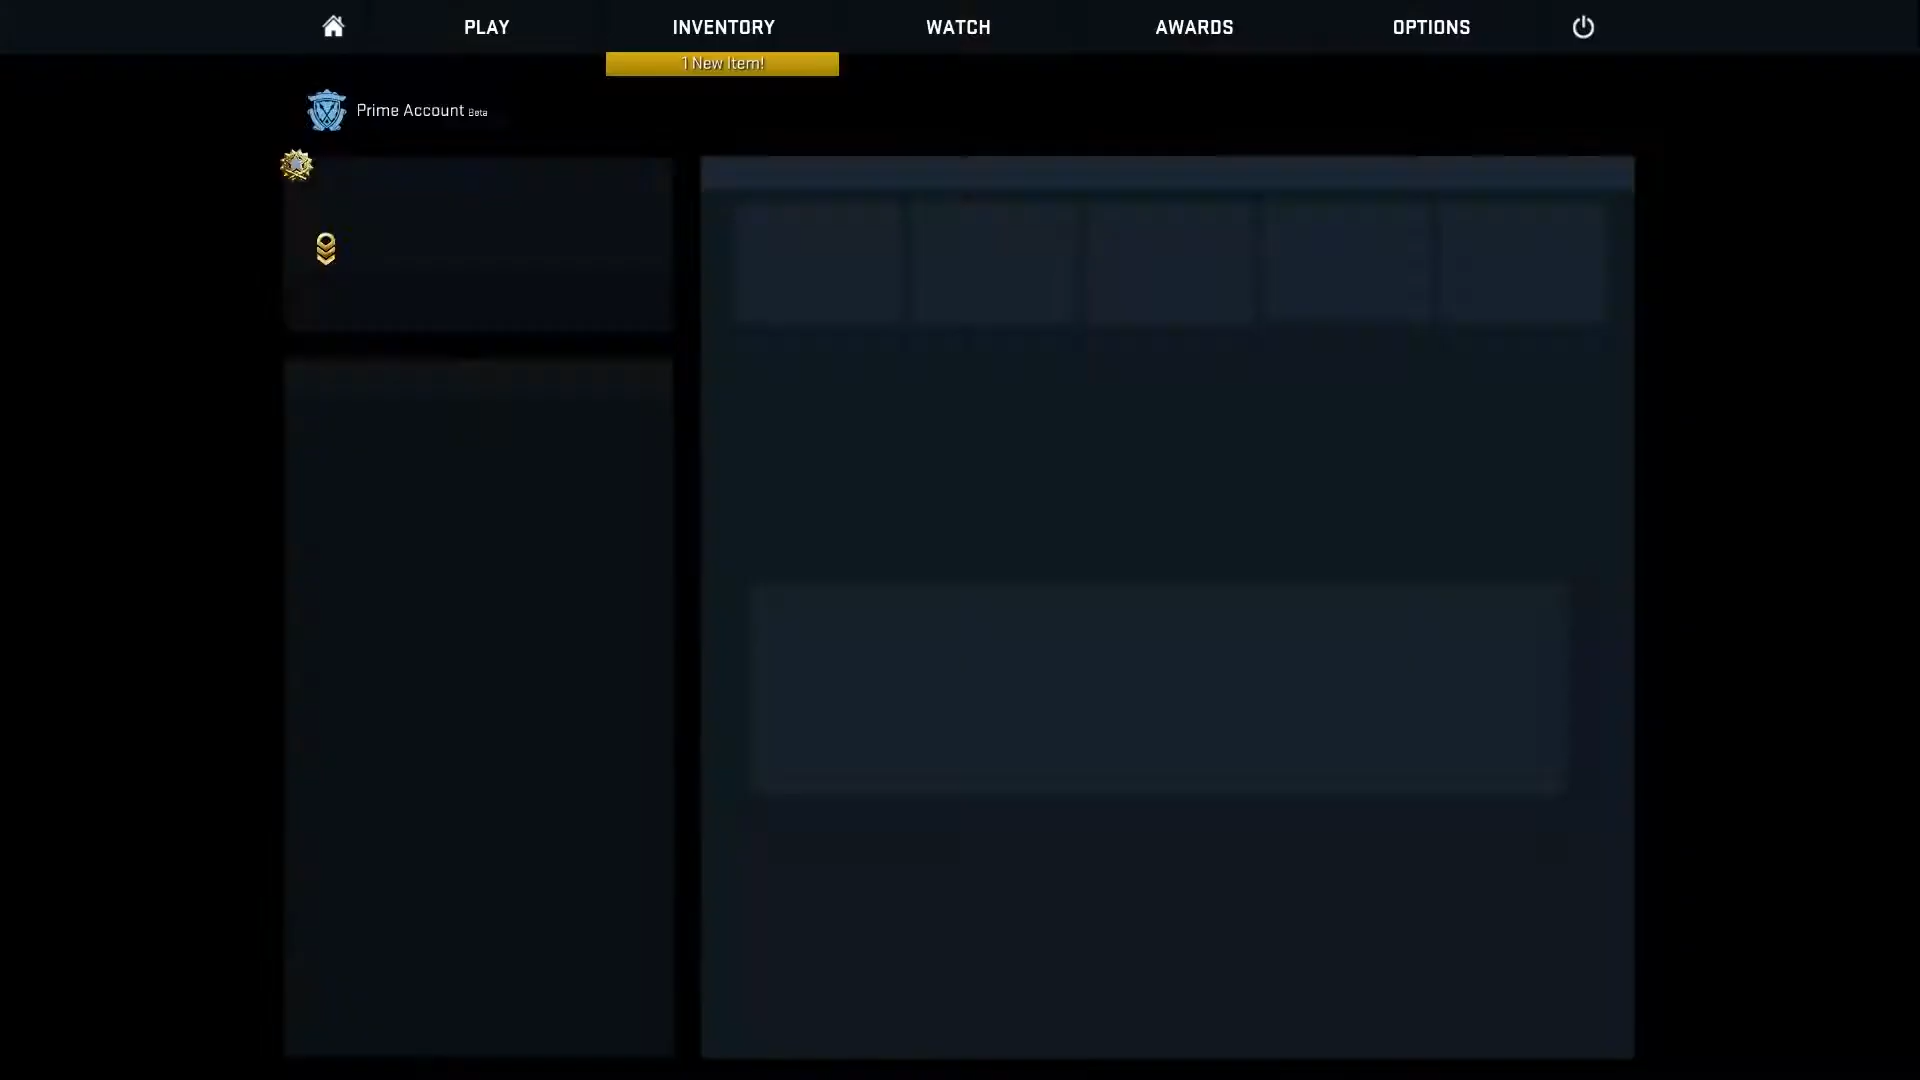 PLAY
INVENTORY
WATCH
AWARDS
OPTIONS
1 New Item!
Prime Account Beta